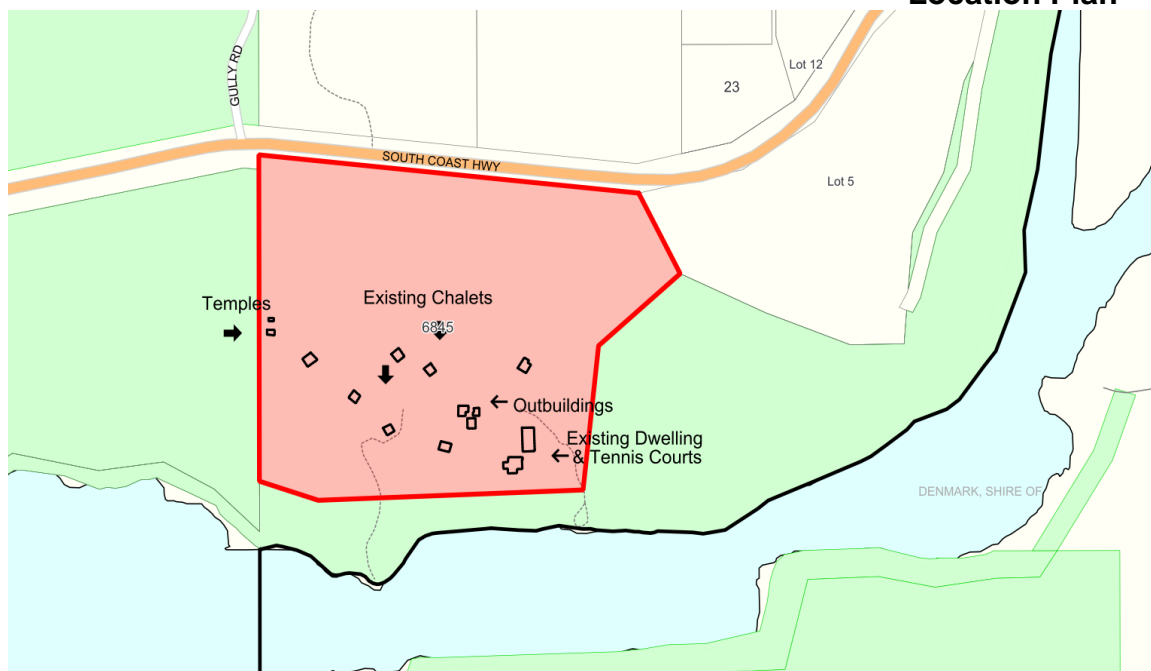 Location Plan
GULLY RD
Lot 12
23
SOUTH COAST HWY
Lot 5
Temples
Existing Chalets
6845
Outbuildings
Existing Dwelling
& Tennis Courts
DENMARK, SHIRE OF